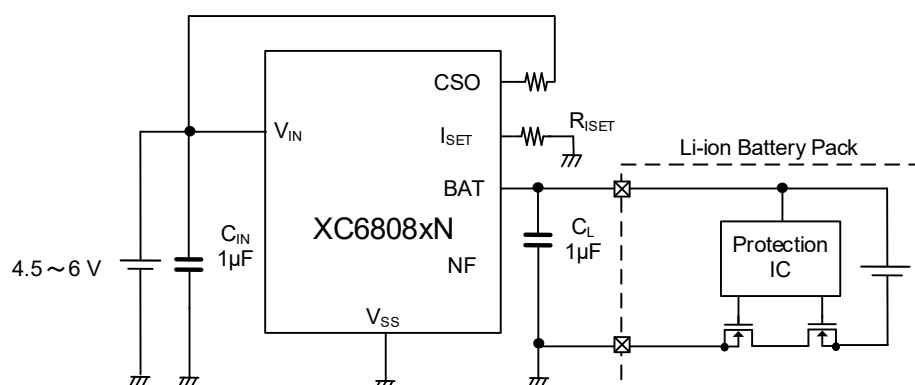 CSO
V_IN
I_SET
R_ISET
Li-ion Battery Pack
BAT
XC6808xN
C_IN
1µF
C_L
1µF
Protection
IC
4.5～6 V
NF
V_SS